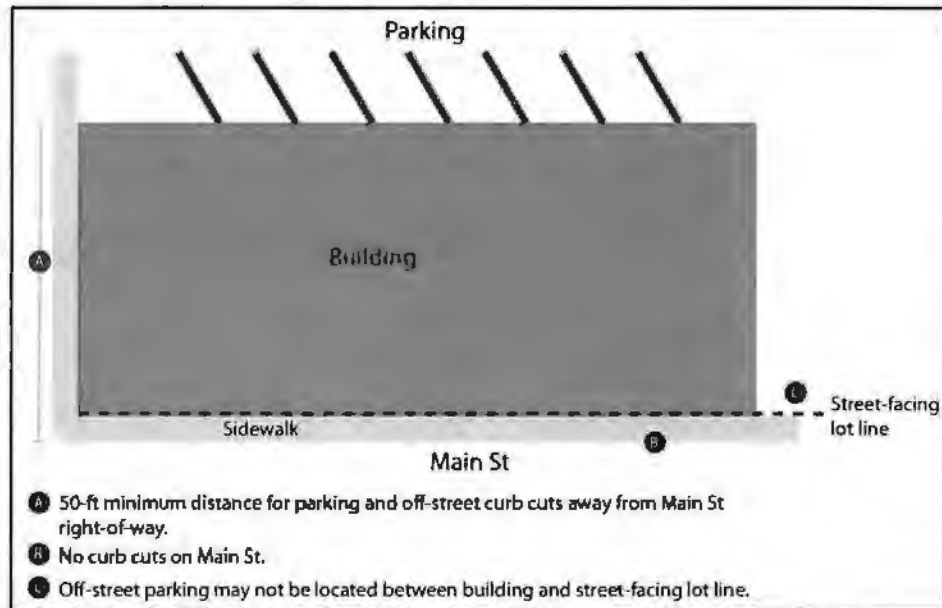 Parking
A
Building
C
Street-facing
lot line
Sidewalk
B
Main St
A 50-ft minimum distance for parking and off-street curb cuts away from Main St
right-of-way.
B No curb cuts on Main St.
C Off-street parking may not be located between building and street-facing lot line.